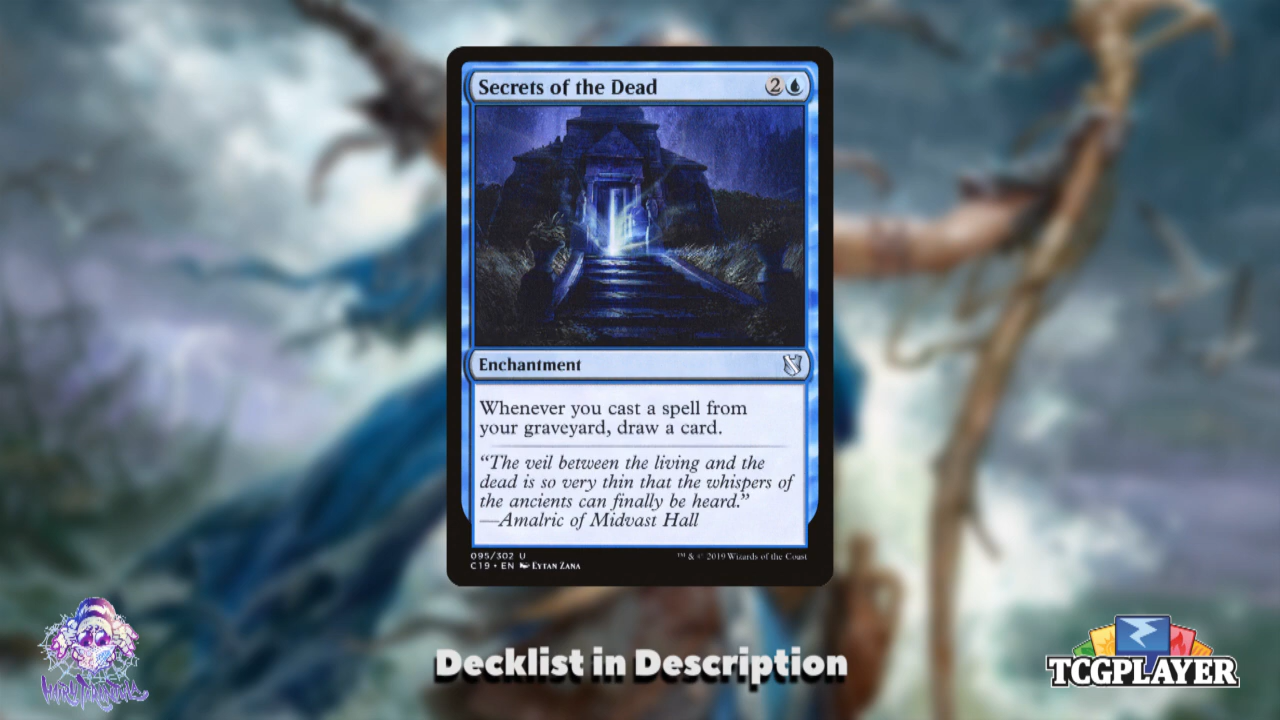 Secrets of the Dead
2
Enchantment
Whenever you cast a spell from
your graveyard, draw a card.
“The veil between the living and the
dead is so very thin that the whispers of
the ancients can finally be heard.”
—Amalric of Midvast Hall
095/302 U
™ & © 2019 Wizards of the Coast
C19 • EN Eytan Zana
Decklist in Description
TCGPLAYER